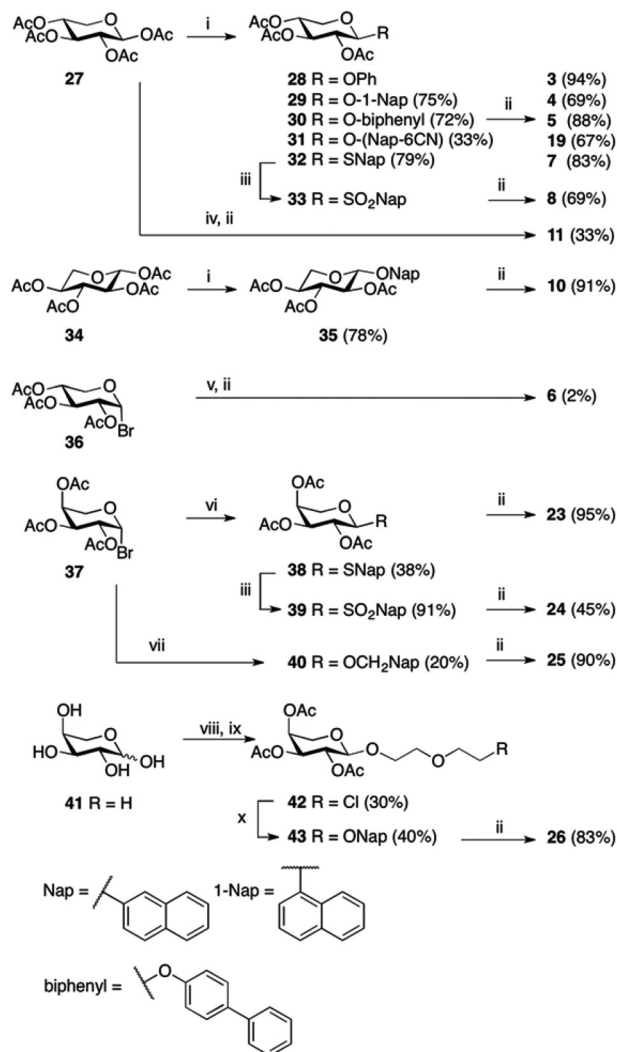 AcO O i AcO O
AcO OAc AcO R
OAc OAc
27 28 R = OPh 3 (94%)
29 R = O-1-Nap (75%) 4 (69%)
30 R = O-biphenyl (72%) ii 5 (88%)
31 R = O-(Nap-6CN) (33%) 19 (67%)
32 R = SNap (79%) 7 (83%)
iii 33 R = SO₂Nap ii 8 (69%)
iv, ii 11 (33%)
O OAc i O ONap ii 10 (91%)
AcO OAc AcO OAc
AcO AcO
34 35 (78%)
AcO O v, ii 6 (2%)
AcO
AcO Br
36
OAc OAc
O vi O ii 23 (95%)
AcO AcO R
AcO Br OAc
37 38 R = SNap (38%)
iii 39 R = SO₂Nap (91%) ii 24 (45%)
vii 40 R = OCH₂Nap (20%) ii 25 (90%)
OH viii, ix OAc
O O O O R
HO OH AcO
OH OAc
41 R = H 42 R = Cl (30%)
x 43 R = ONap (40%) ii 26 (83%)
Nap = 1-Nap =
biphenyl = O